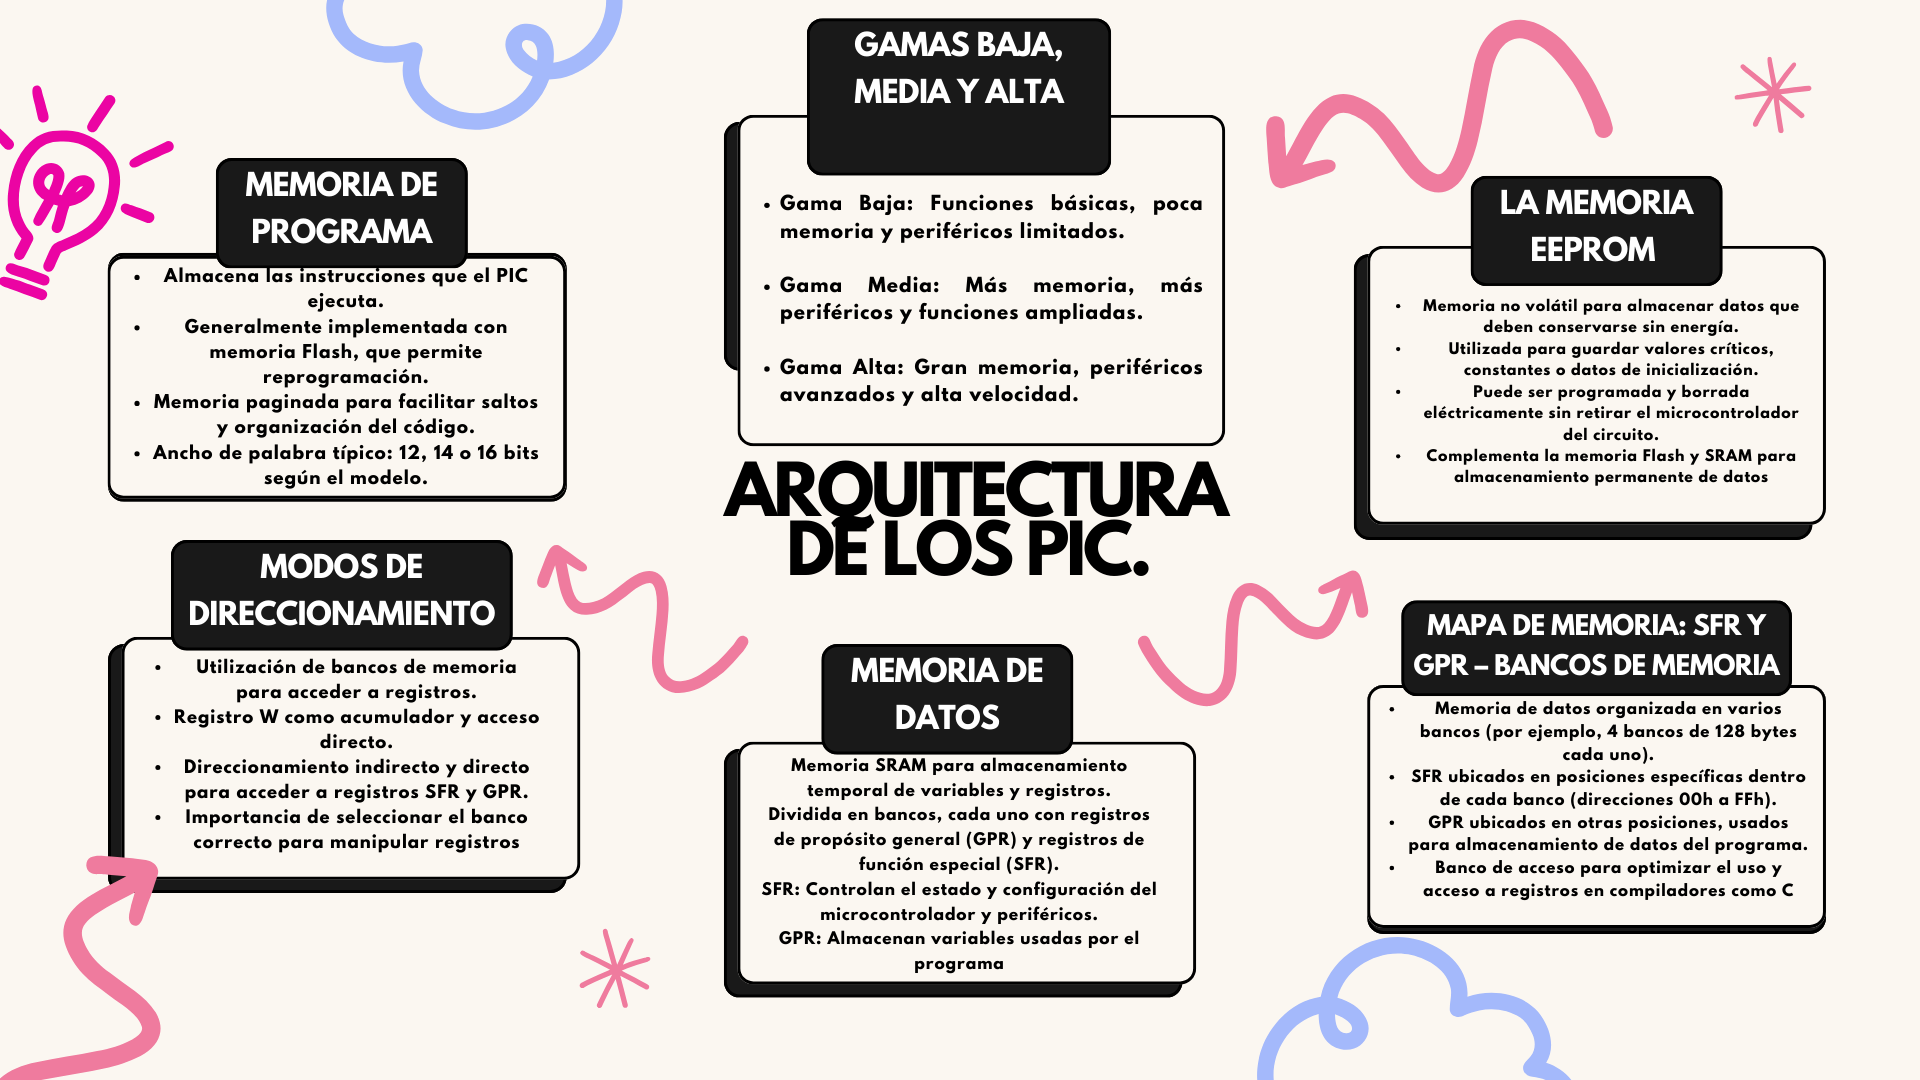 GAMAS BAJA,
MEDIA Y ALTA
• Gama Baja: Funciones básicas, poca
memoria y periféricos limitados.
• Gama Media: Más memoria, más
periféricos y funciones ampliadas.
• Gama Alta: Gran memoria, periféricos
avanzados y alta velocidad.
MEMORIA DE
PROGRAMA
• Almacena las instrucciones que el PIC
ejecuta.
• Generalmente implementada con
memoria Flash, que permite
reprogramación.
• Memoria paginada para facilitar saltos
y organización del código.
• Ancho de palabra típico: 12, 14 o 16 bits
según el modelo.
LA MEMORIA
EEPROM
• Memoria no volátil para almacenar datos que
deben conservarse sin energía.
• Utilizada para guardar valores críticos,
constantes o datos de inicialización.
• Puede ser programada y borrada
eléctricamente sin retirar el microcontrolador
del circuito.
• Complementa la memoria Flash y SRAM para
almacenamiento permanente de datos
ARQUITECTURA
DE LOS PIC.
MODOS DE
DIRECCIONAMIENTO
• Utilización de bancos de memoria
para acceder a registros.
• Registro W como acumulador y acceso
directo.
• Direccionamiento indirecto y directo
para acceder a registros SFR y GPR.
• Importancia de seleccionar el banco
correcto para manipular registros
MEMORIA DE
DATOS
Memoria SRAM para almacenamiento
temporal de variables y registros.
Dividida en bancos, cada uno con registros
de propósito general (GPR) y registros de
función especial (SFR).
SFR: Controlan el estado y configuración del
microcontrolador y periféricos.
GPR: Almacenan variables usadas por el
programa
MAPA DE MEMORIA: SFR Y
GPR – BANCOS DE MEMORIA
• Memoria de datos organizada en varios
bancos (por ejemplo, 4 bancos de 128 bytes
cada uno).
• SFR ubicados en posiciones específicas dentro
de cada banco (direcciones 00h a FFh).
• GPR ubicados en otras posiciones, usados
para almacenamiento de datos del programa.
• Banco de acceso para optimizar el uso y
acceso a registros en compiladores como C